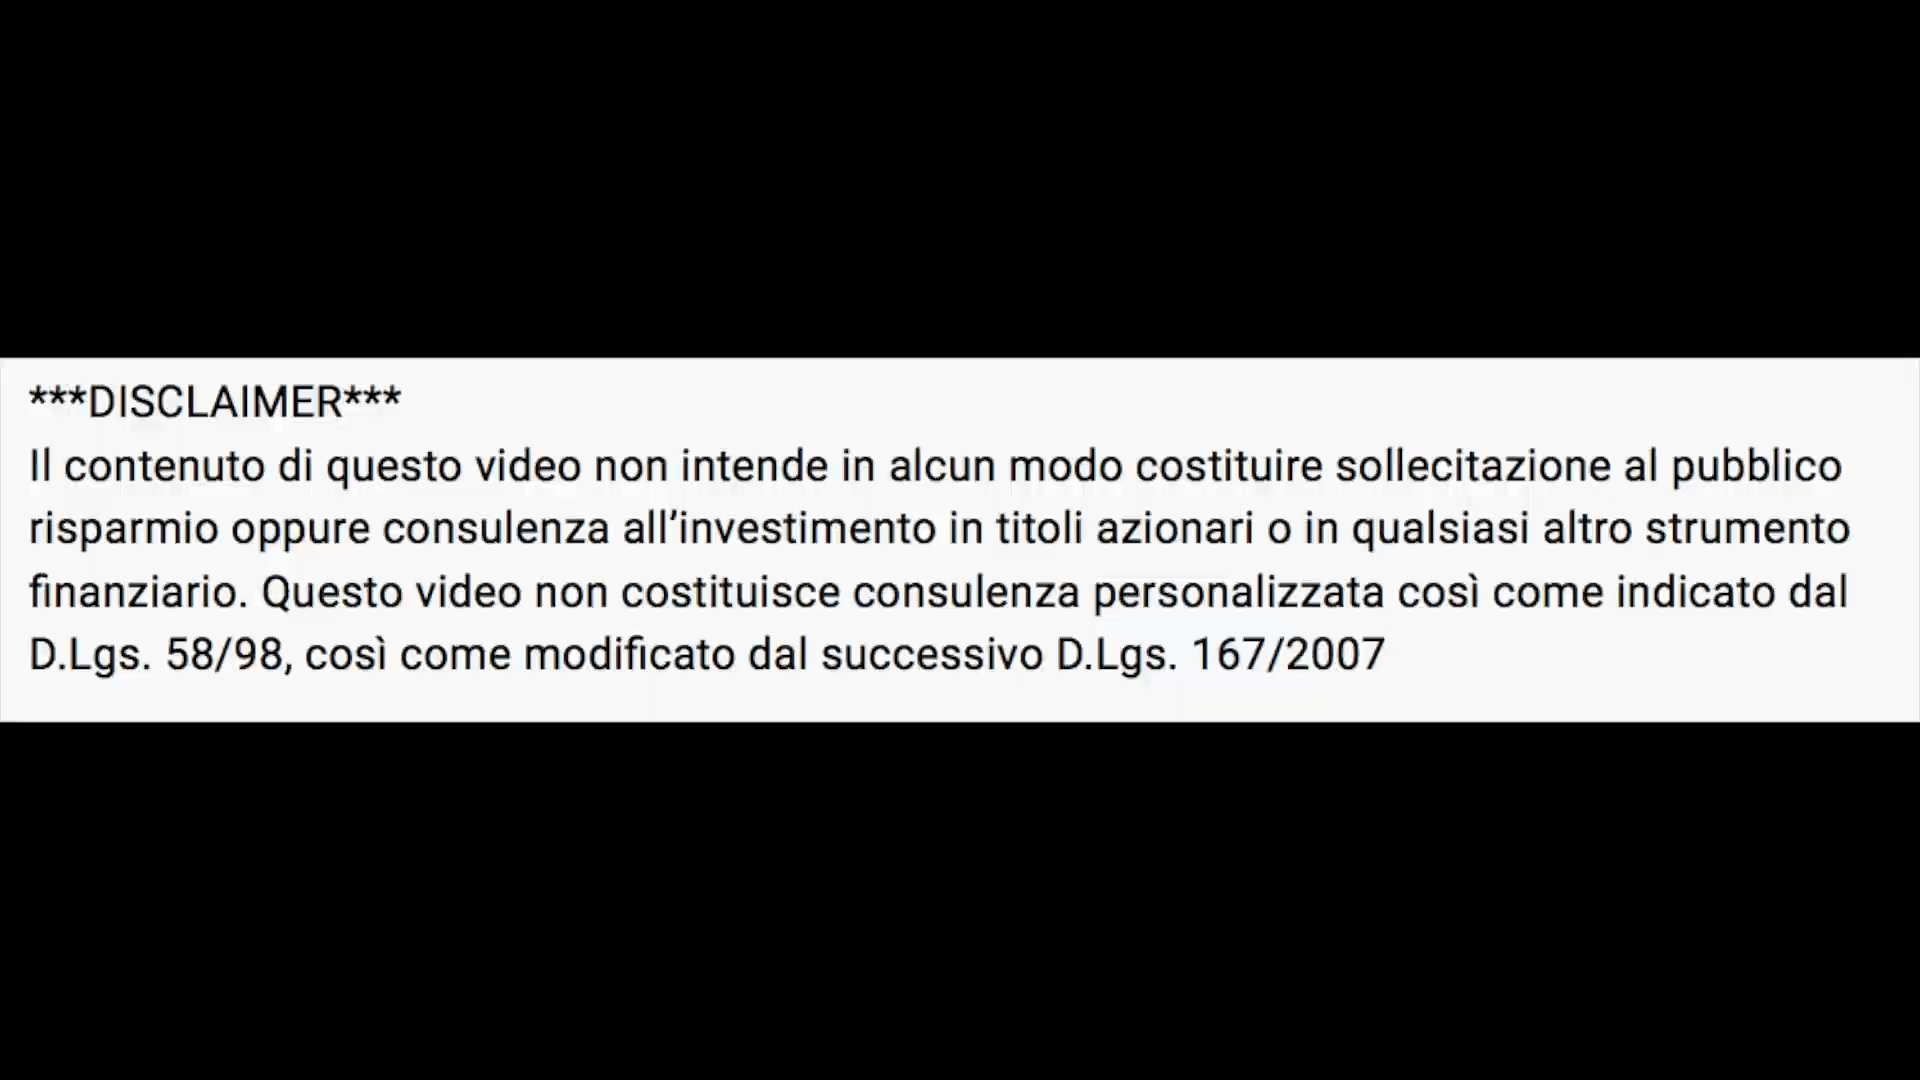 ***DISCLAIMER***
Il contenuto di questo video non intende in alcun modo costituire sollecitazione al pubblico
risparmio oppure consulenza all’investimento in titoli azionari o in qualsiasi altro strumento
finanziario. Questo video non costituisce consulenza personalizzata così come indicato dal
D.Lgs. 58/98, così come modificato dal successivo D.Lgs. 167/2007